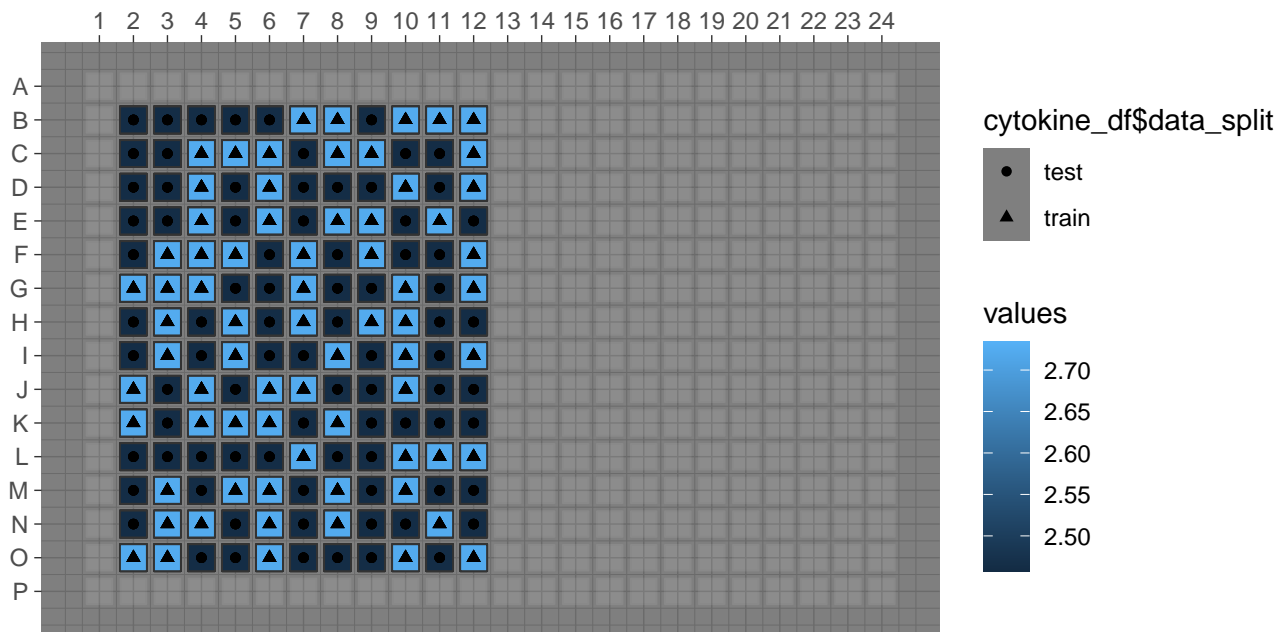 1 2 3 4 5 6 7 8 9 10 11 12 13 14 15 16 17 18 19 20 21 22 23 24
A
B
C
D
E
F
G
H
I
J
K
L
M
N
O
P
cytokine_df$data_split
test
train
values
2.70
2.65
2.60
2.55
2.50